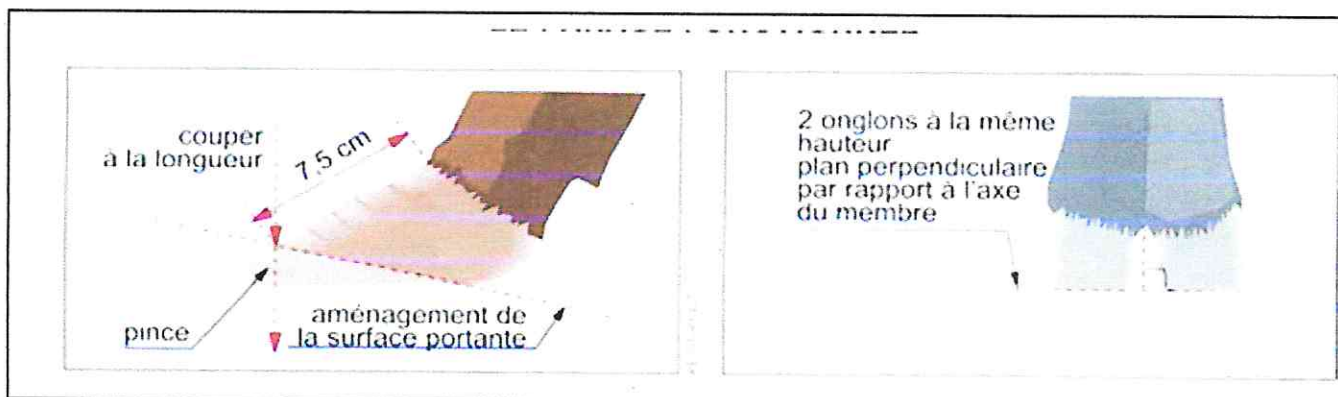 couper
à la longueur
7,5 cm
pince
aménagement de
la surface portante
2 onglons à la même
hauteur
plan perpendiculaire
par rapport à l'axe
du membre